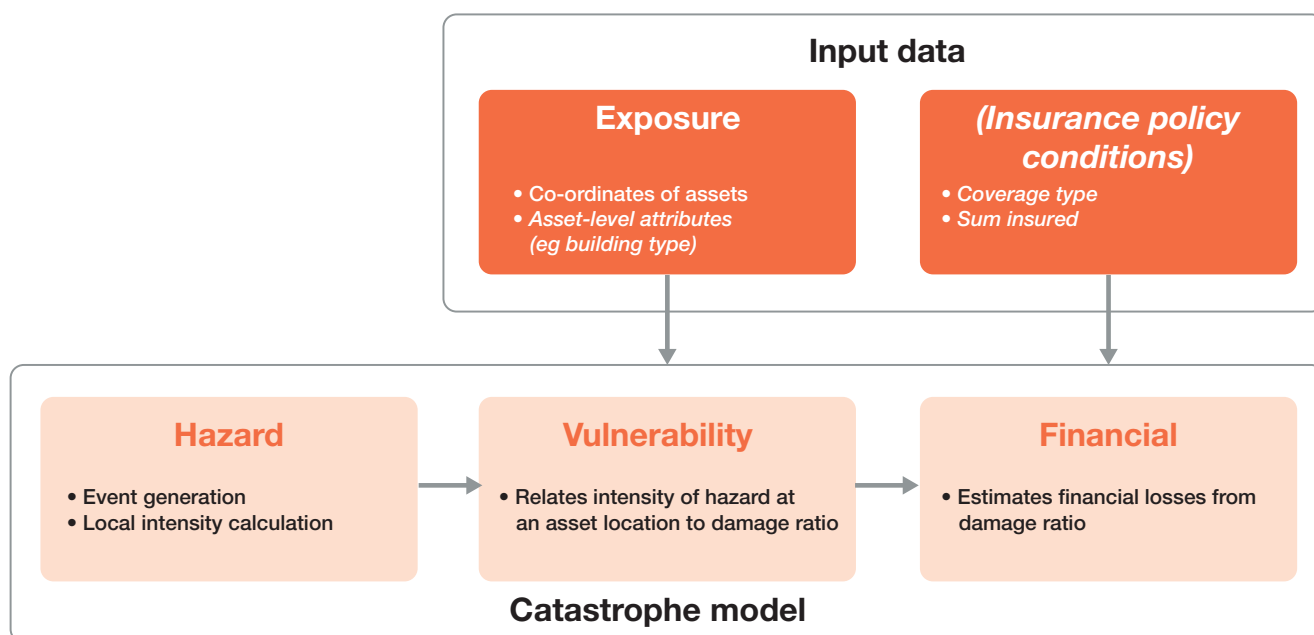 Input data
Exposure
• Co-ordinates of assets
• Asset-level attributes
(eg building type)
(Insurance policy
conditions)
• Coverage type
• Sum insured
Hazard
• Event generation
• Local intensity calculation
Vulnerability
• Relates intensity of hazard at
an asset location to damage ratio
Financial
• Estimates financial losses from
damage ratio
Catastrophe model